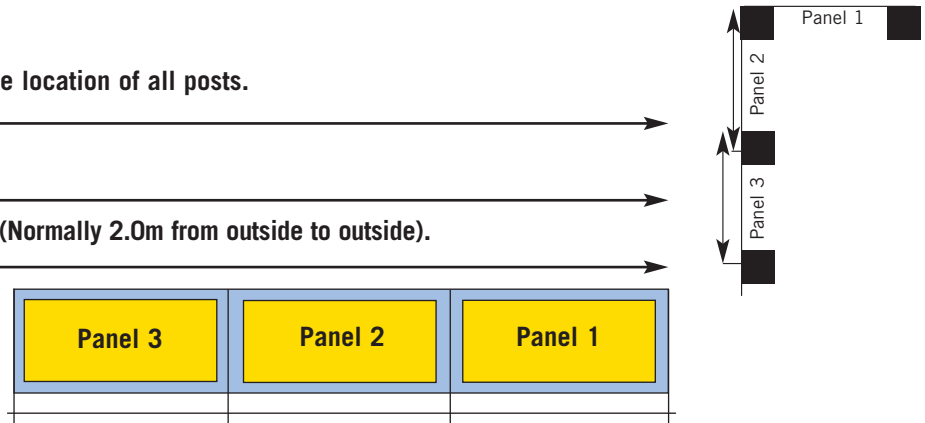 Panel 1
Panel 2
Panel 3
e location of all posts.
(Normally 2.0m from outside to outside).
Panel 3 Panel 2 Panel 1